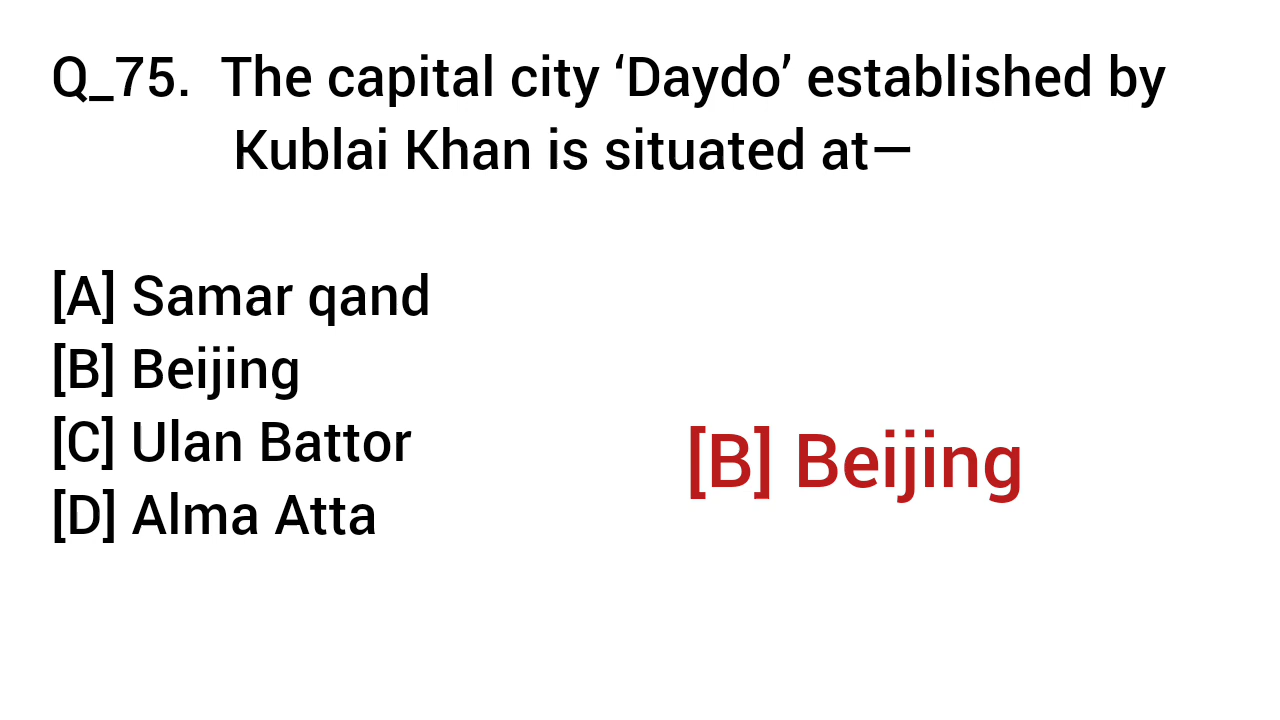 Q_75. The capital city ‘Daydo’ established by
Kublai Khan is situated at—
[A] Samar qand
[B] Beijing
[C] Ulan Battor
[D] Alma Atta
[B] Beijing